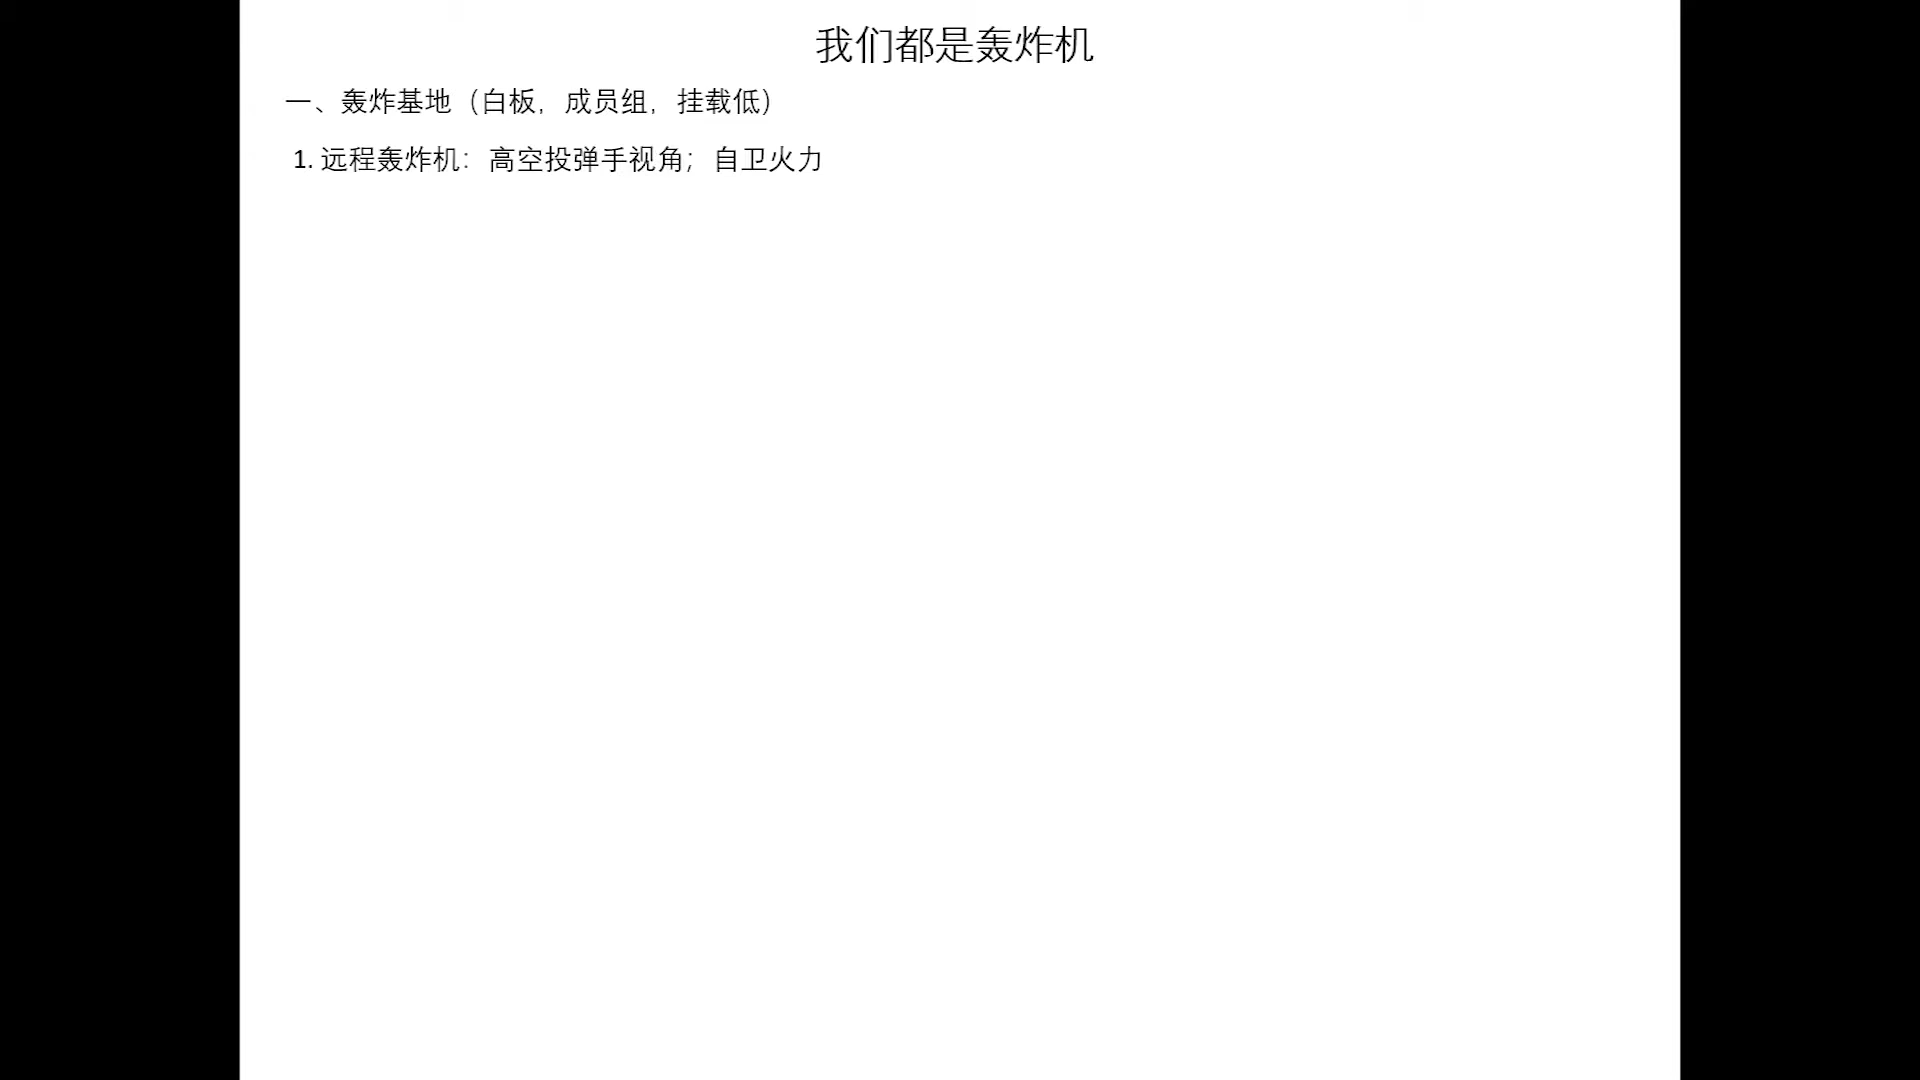 我们都是轰炸机
一、轰炸基地（白板，成员组，挂载低）
1. 远程轰炸机：高空投弹手视角；自卫火力